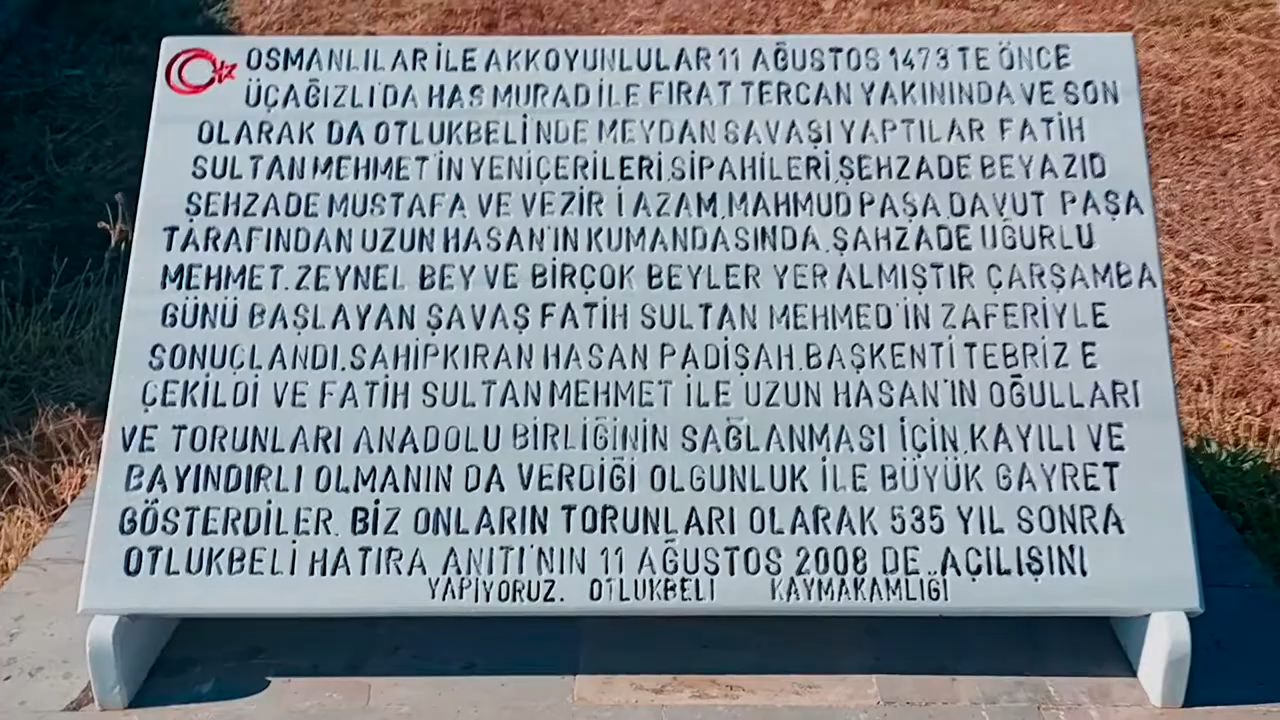 OSMANLILAR İLE AKKOYUNLULAR 11 AĞUSTOS 1473 TE ÖNCE
ÜÇAĞIZLI'DA HAS MURAD İLE FIRAT TERCAN YAKININDA VE SON
OLARAK DA OTLUKBELİ NDE MEYDAN SAVAŞI YAPTILAR FATİH
SULTAN MEHMET İN YENİÇERİLERİ,SİPAHİLERİ,ŞEHZADE BEYAZID
ŞEHZADE MUSTAFA VE VEZİR İ AZAM,MAHMUD PAŞA,DAVUT PAŞA
TARAFINDAN UZUN HASAN'IN KUMANDASINDA, ŞAHZADE UĞURLU
MEHMET. ZEYNEL BEY VE BİRÇOK BEYLER YER ALMIŞTIR ÇARŞAMBA
GÜNÜ BAŞLAYAN ŞAVAŞ FATİH SULTAN MEHMED'İN ZAFERİYLE
SONUÇLANDI.SAHİPKIRAN HASAN PADİŞAH.BAŞKENTİ TEBRİZ E
ÇEKİLDİ VE FATİH SULTAN MEHMET İLE UZUN HASAN'IN OĞULLARI
VE TORUNLARI ANADOLU BİRLİĞİNİN SAĞLANMASI İÇİN,KAYILI VE
BAYINDIRLI OLMANIN DA VERDİĞİ OLGUNLUK İLE BÜYÜK GAYRET
GÖSTERDİLER. BİZ ONLARIN TORUNLARI OLARAK 535 YIL SONRA
OTLUKBELİ HATIRA ANITI'NIN 11 AĞUSTOS 2008 DE..AÇILIŞINI
YAPIYORUZ. OTLUKBELİ KAYMAKAMLIĞI